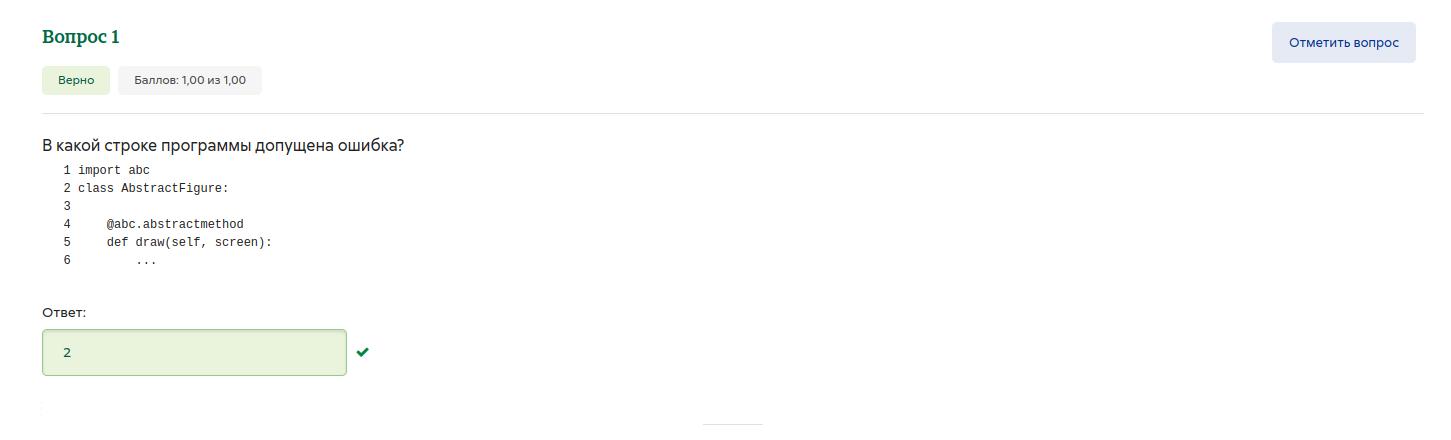 Вопрос 1
Отметить вопрос
Верно
Баллов: 1,00 из 1,00
В какой строке программы допущена ошибка?
1 import abc
2 class AbstractFigure:
3
4     @abc.abstractmethod
5     def draw(self, screen):
6         ...
Ответ:
2